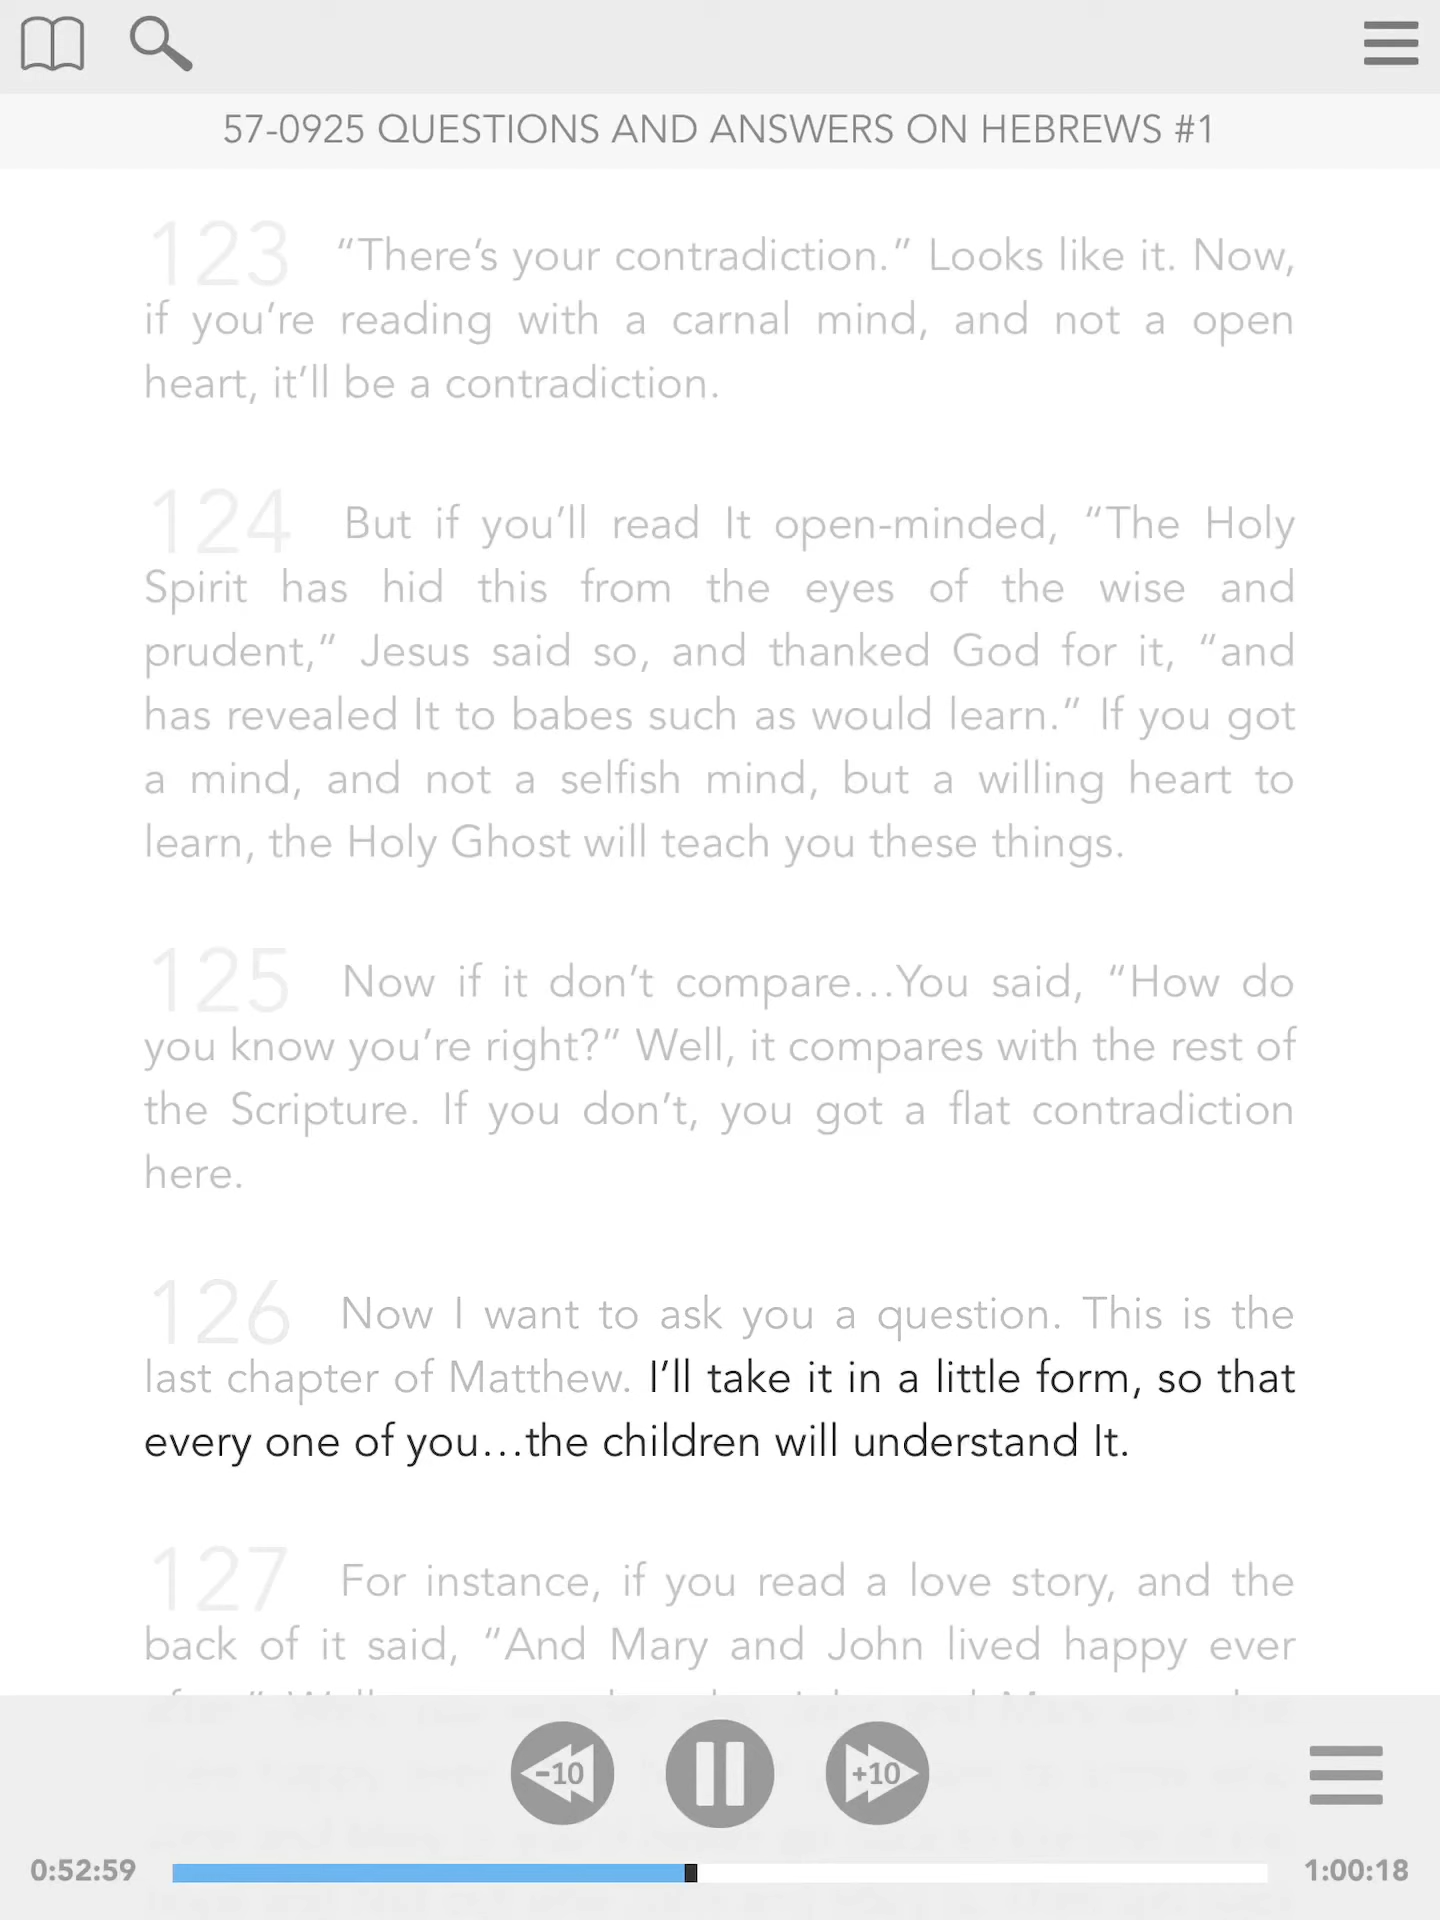 57-0925 QUESTIONS AND ANSWERS ON HEBREWS #1
123 “There’s your contradiction.” Looks like it. Now,
if you’re reading with a carnal mind, and not a open
heart, it’ll be a contradiction.
124 But if you’ll read It open-minded, “The Holy
Spirit has hid this from the eyes of the wise and
prudent,” Jesus said so, and thanked God for it, “and
has revealed It to babes such as would learn.” If you got
a mind, and not a selfish mind, but a willing heart to
learn, the Holy Ghost will teach you these things.
125 Now if it don’t compare…You said, “How do
you know you’re right?” Well, it compares with the rest of
the Scripture. If you don’t, you got a flat contradiction
here.
126 Now I want to ask you a question. This is the
last chapter of Matthew. I’ll take it in a little form, so that
every one of you…the children will understand It.
127 For instance, if you read a love story, and the
back of it said, “And Mary and John lived happy ever
-10 +10
0:52:59 1:00:18